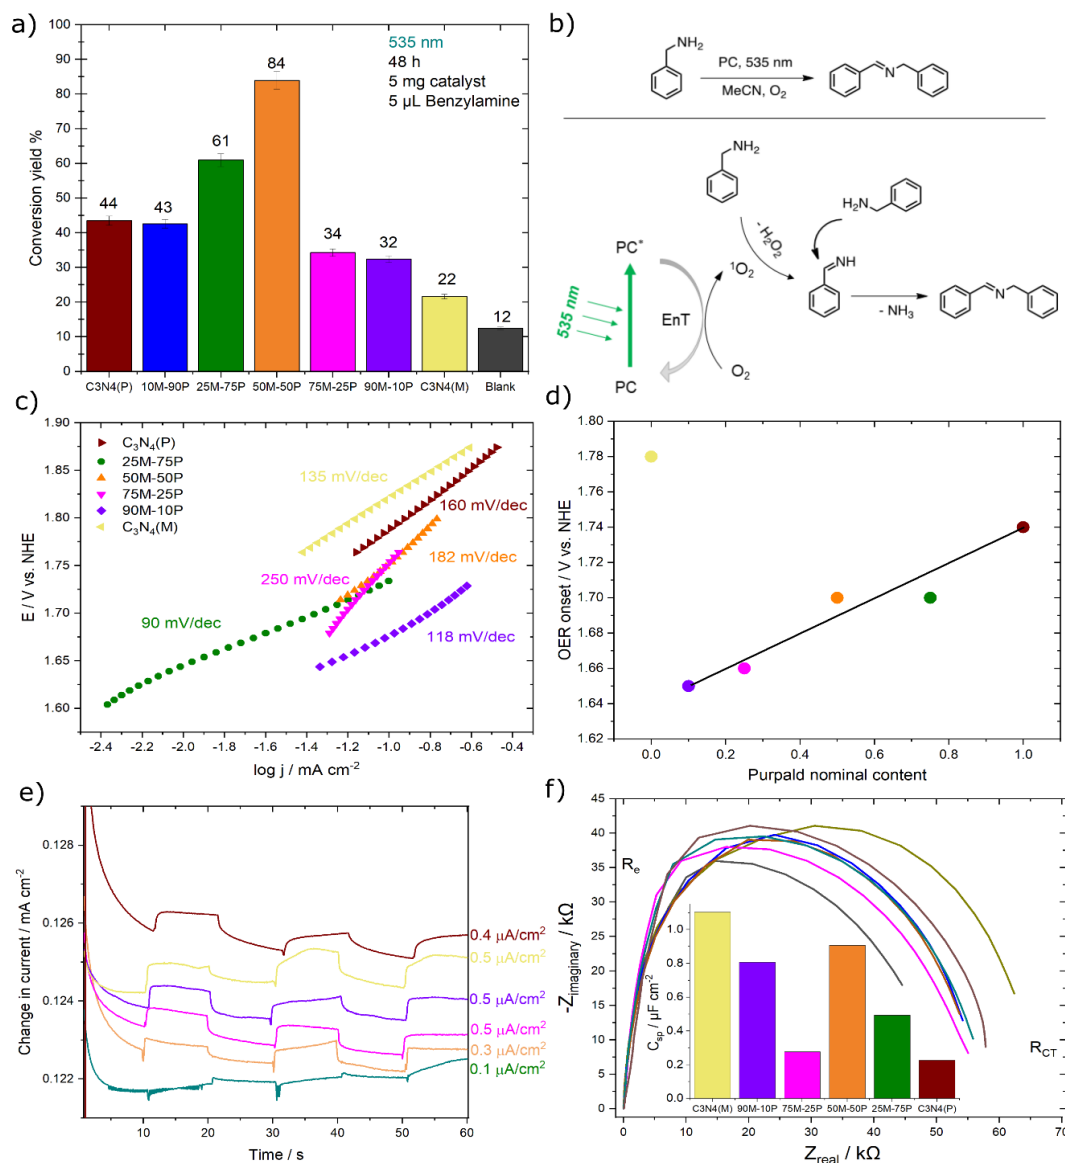 a)
100
90
80
70
60
50
40
30
20
10
0
Conversion yield %
535 nm
48 h
5 mg catalyst
5 µL Benzylamine
44
43
61
84
34
32
22
12
C3N4(P)
10M-90P
25M-75P
50M-50P
75M-25P
90M-10P
C3N4(M)
Blank
b)
NH₂
PC, 535 nm
MeCN, O₂
N
NH₂
H₂N
- H₂O₂
PC*
¹O₂
NH
N
535 nm
EnT
- NH₃
O₂
PC
c)
1.90
1.85
1.80
1.75
1.70
1.65
1.60
E / V vs. NHE
C₃N₄(P)
25M-75P
50M-50P
75M-25P
90M-10P
C₃N₄(M)
135 mV/dec
160 mV/dec
182 mV/dec
250 mV/dec
90 mV/dec
118 mV/dec
-2.4
-2.2
-2.0
-1.8
-1.6
-1.4
-1.2
-1.0
-0.8
-0.6
-0.4
log j / mA cm⁻²
d)
1.80
1.78
1.76
1.74
1.72
1.70
1.68
1.66
1.64
1.62
OER onset / V vs. NHE
0.0
0.2
0.4
0.6
0.8
1.0
Purpald nominal content
e)
0.128
0.126
0.124
0.122
Change in current / mA cm⁻²
0.4 µA/cm²
0.5 µA/cm²
0.5 µA/cm²
0.5 µA/cm²
0.3 µA/cm²
0.1 µA/cm²
10
20
30
40
50
60
Time / s
f)
45
40
35
30
25
20
15
10
5
0
-Zimaginary / kΩ
Re
RCT
1.0
0.8
0.6
0.4
0.2
0.0
Csp / µF cm⁻²
C3N4(M)
90M-10P
75M-25P
50M-50P
25M-75P
C3N4(P)
0
10
20
30
40
50
60
70
Zreal / kΩ